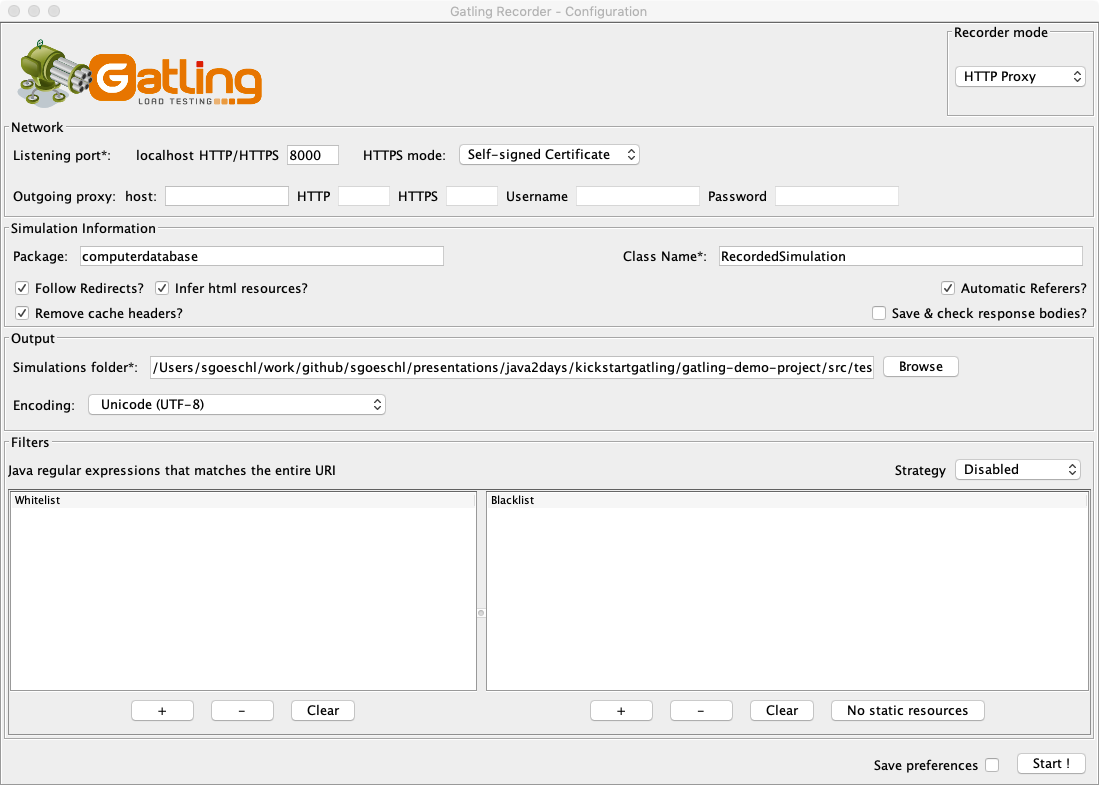 Gatling Recorder - Configuration
Gatling
LOAD TESTING
Recorder mode
HTTP Proxy
Network
Listening port*: localhost HTTP/HTTPS 8000 HTTPS mode: Self-signed Certificate
Outgoing proxy: host: HTTP HTTPS Username Password
Simulation Information
Package: computerdatabase Class Name*: RecordedSimulation
Follow Redirects? Infer html resources? Automatic Referers?
Remove cache headers? Save & check response bodies?
Output
Simulations folder*: /Users/sgoeschl/work/github/sgoeschl/presentations/java2days/kickstartgatling/gatling-demo-project/src/tes Browse
Encoding: Unicode (UTF-8)
Filters
Java regular expressions that matches the entire URI Strategy Disabled
Whitelist Blacklist
+ - Clear + - Clear No static resources
Save preferences Start !